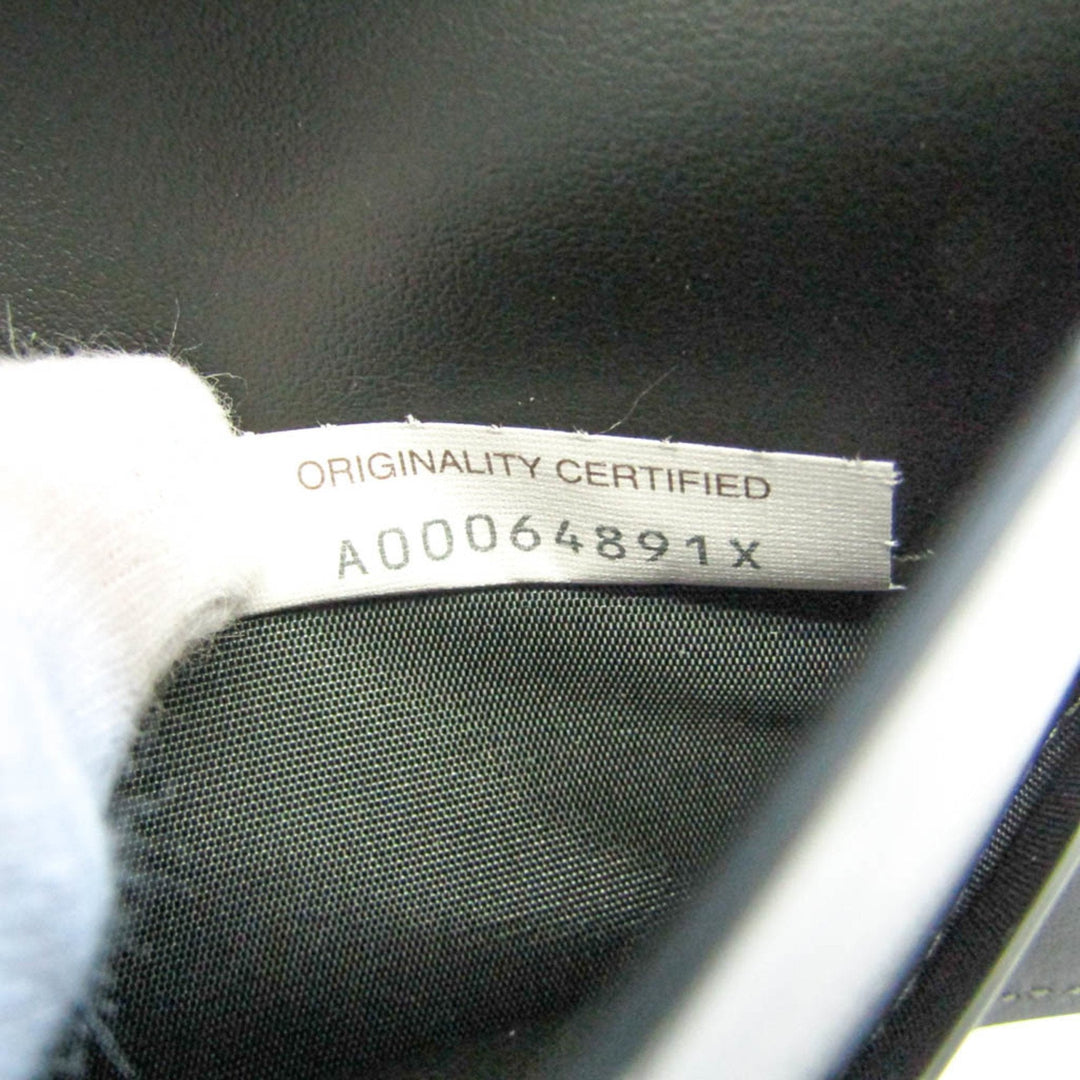 ORIGINALITY CERTIFIED
A00064891X